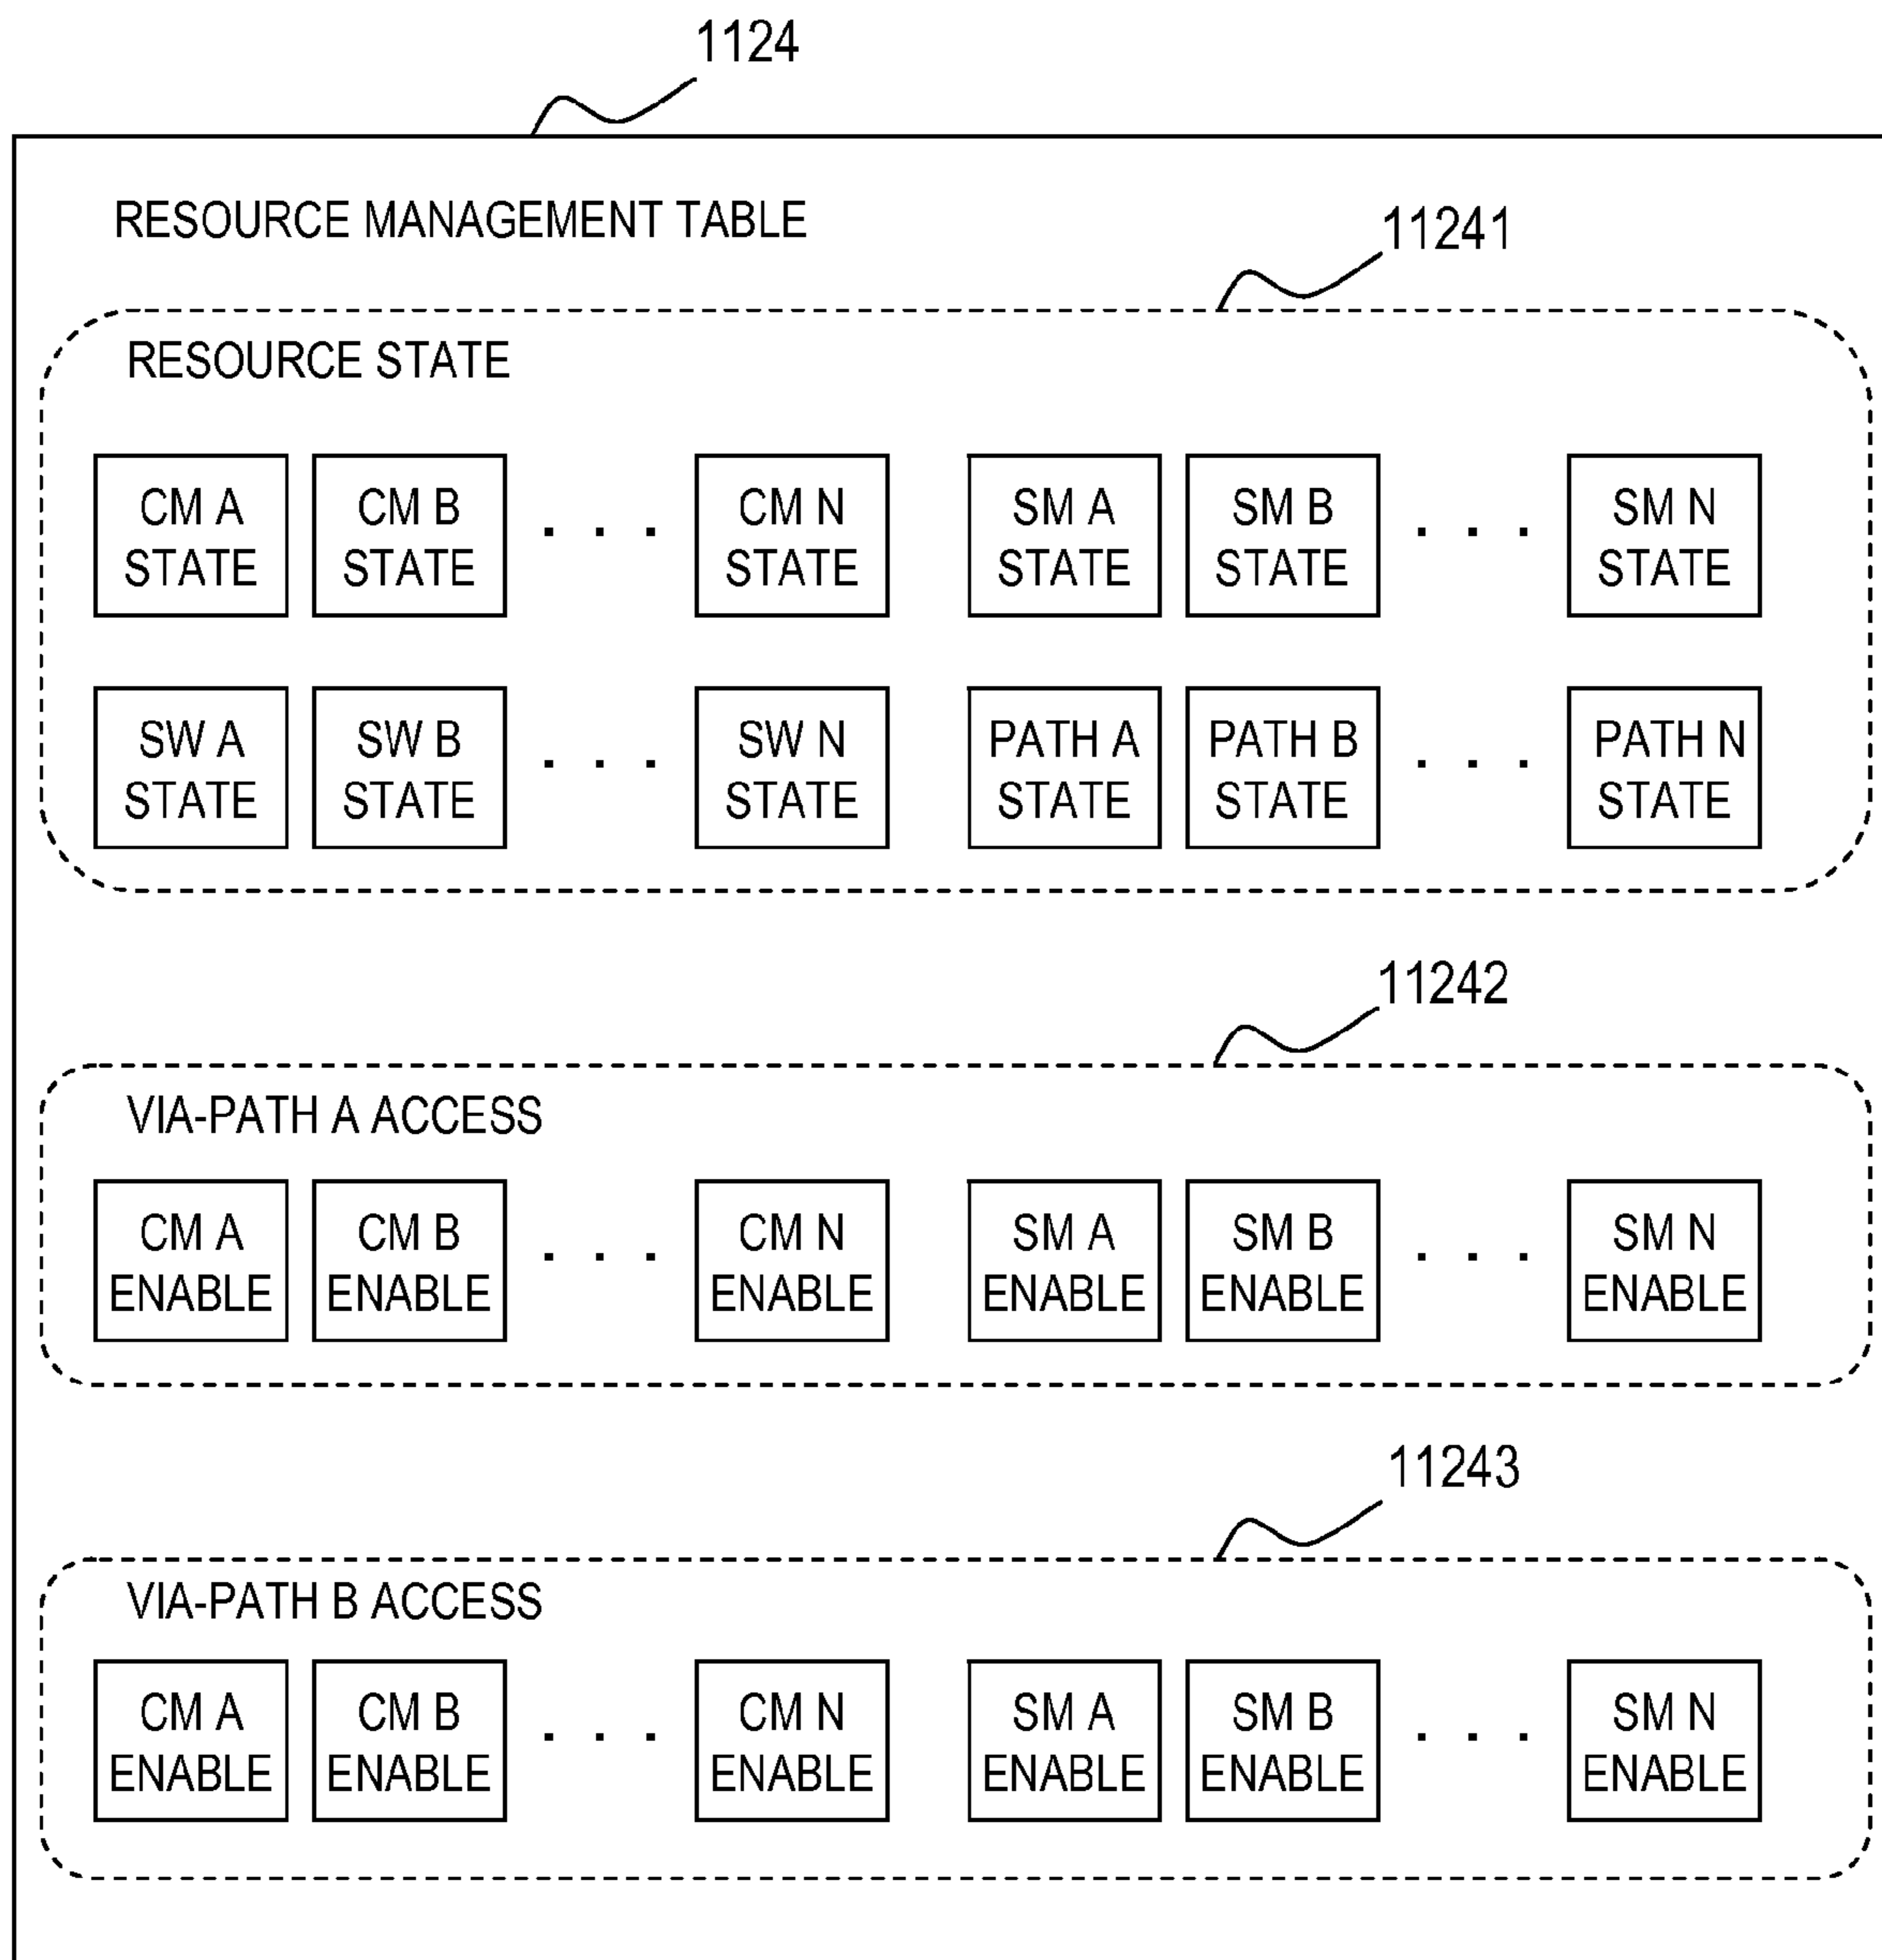 1124
RESOURCE MANAGEMENT TABLE
11241
RESOURCE STATE
CM A STATE
CM B STATE
. . .
CM N STATE
SM A STATE
SM B STATE
. . .
SM N STATE
SW A STATE
SW B STATE
. . .
SW N STATE
PATH A STATE
PATH B STATE
. . .
PATH N STATE
11242
VIA-PATH A ACCESS
CM A ENABLE
CM B ENABLE
. . .
CM N ENABLE
SM A ENABLE
SM B ENABLE
. . .
SM N ENABLE
11243
VIA-PATH B ACCESS
CM A ENABLE
CM B ENABLE
. . .
CM N ENABLE
SM A ENABLE
SM B ENABLE
. . .
SM N ENABLE